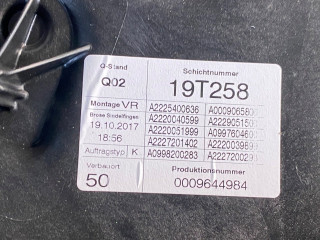 Q-Stand
Q02
Schichtnummer
19T258
Montage VR
Brose Sindelfingen
19.10.2017
18:56
Auftragstyp K
A2225400636
A2220040599
A2220051999
A2227201402
A0998200283
Verbauort
50
Produktionsnummer
0009644984